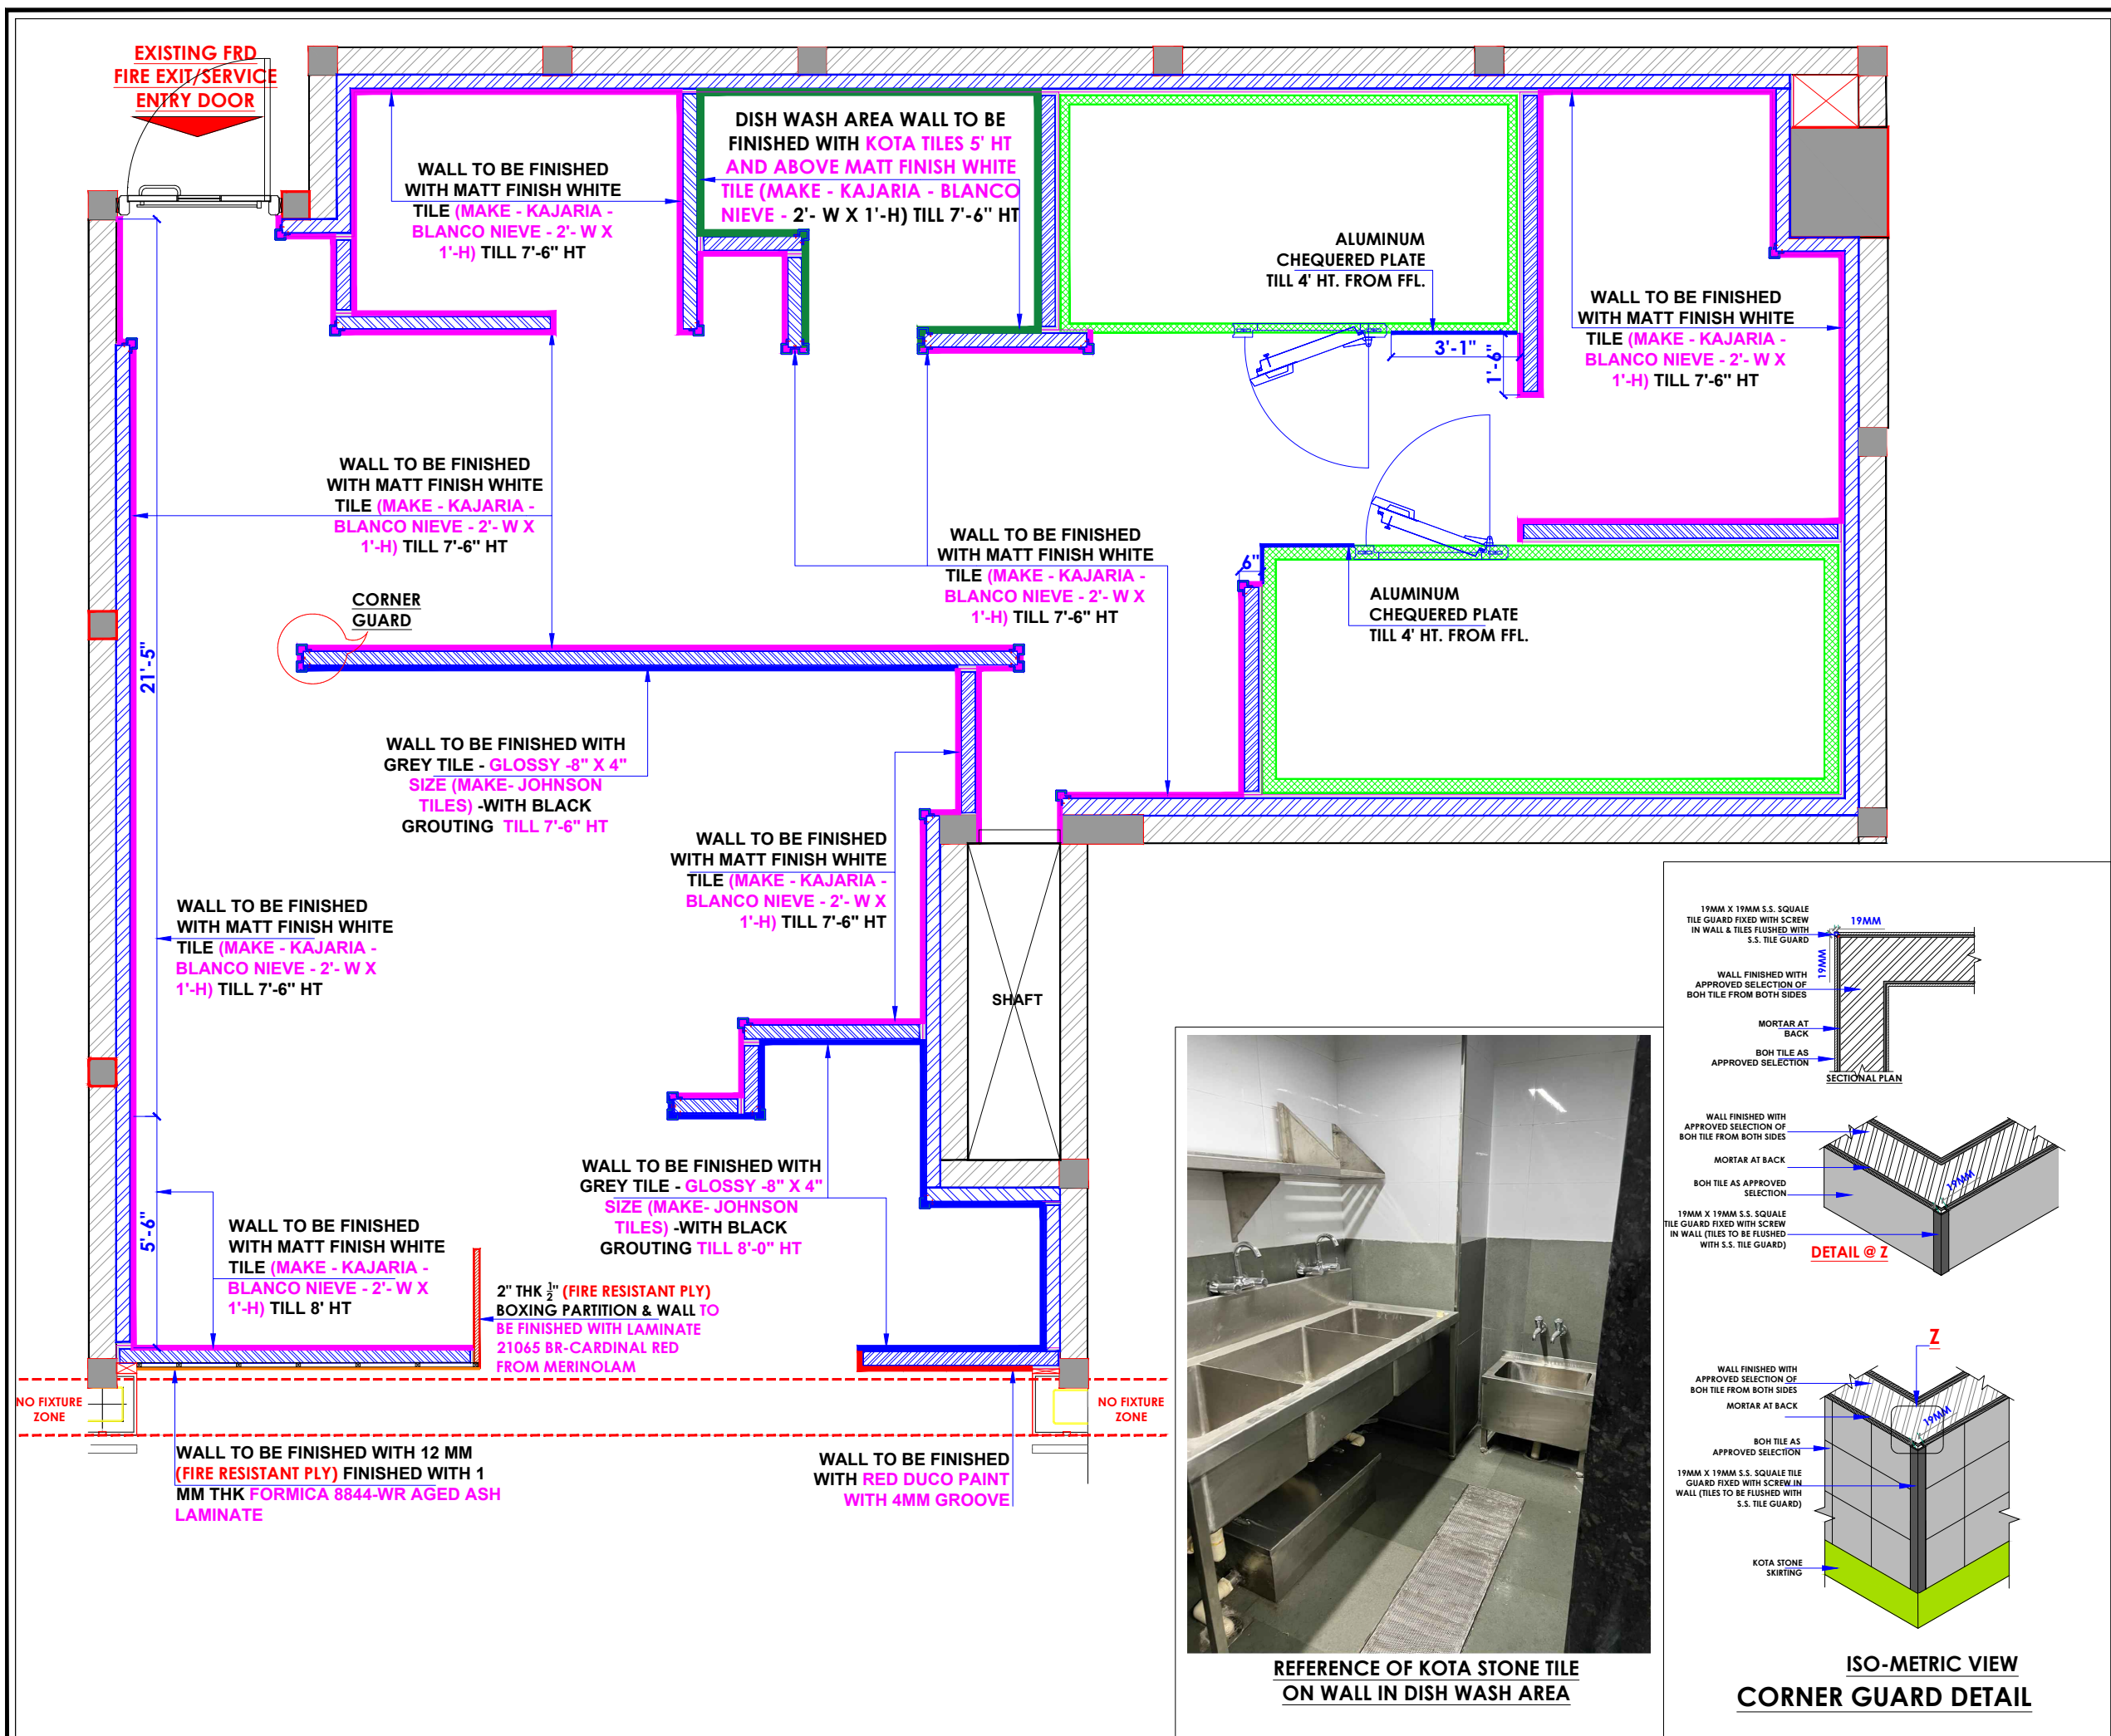 EXISTING FRD
FIRE EXIT/SERVICE
ENTRY DOOR
WALL TO BE FINISHED
WITH MATT FINISH WHITE
TILE (MAKE - KAJARIA -
BLANCO NIEVE - 2'- W X
1'-H) TILL 7'-6" HT
DISH WASH AREA WALL TO BE
FINISHED WITH KOTA TILES 5' HT
AND ABOVE MATT FINISH WHITE
TILE (MAKE - KAJARIA - BLANCO
NIEVE - 2'- W X 1'-H) TILL 7'-6" HT
ALUMINUM
CHEQUERED PLATE
TILL 4' HT. FROM FFL.
3'-1"
1'-6"
WALL TO BE FINISHED
WITH MATT FINISH WHITE
TILE (MAKE - KAJARIA -
BLANCO NIEVE - 2'- W X
1'-H) TILL 7'-6" HT
WALL TO BE FINISHED
WITH MATT FINISH WHITE
TILE (MAKE - KAJARIA -
BLANCO NIEVE - 2'- W X
1'-H) TILL 7'-6" HT
WALL TO BE FINISHED
WITH MATT FINISH WHITE
TILE (MAKE - KAJARIA -
BLANCO NIEVE - 2'- W X
1'-H) TILL 7'-6" HT
6"
ALUMINUM
CHEQUERED PLATE
TILL 4' HT. FROM FFL.
CORNER
GUARD
21'-5"
WALL TO BE FINISHED WITH
GREY TILE - GLOSSY -8" X 4"
SIZE (MAKE- JOHNSON
TILES) -WITH BLACK
GROUTING TILL 7'-6" HT
WALL TO BE FINISHED
WITH MATT FINISH WHITE
TILE (MAKE - KAJARIA -
BLANCO NIEVE - 2'- W X
1'-H) TILL 7'-6" HT
WALL TO BE FINISHED
WITH MATT FINISH WHITE
TILE (MAKE - KAJARIA -
BLANCO NIEVE - 2'- W X
1'-H) TILL 7'-6" HT
SHAFT
WALL TO BE FINISHED WITH
GREY TILE - GLOSSY -8" X 4"
SIZE (MAKE- JOHNSON
TILES) -WITH BLACK
GROUTING TILL 8'-0" HT
5'-6"
WALL TO BE FINISHED
WITH MATT FINISH WHITE
TILE (MAKE - KAJARIA -
BLANCO NIEVE - 2'- W X
1'-H) TILL 8' HT
2" THK ½" (FIRE RESISTANT PLY)
BOXING PARTITION & WALL TO
BE FINISHED WITH LAMINATE
21065 BR-CARDINAL RED
FROM MERINOLAM
NO FIXTURE
ZONE
NO FIXTURE
ZONE
WALL TO BE FINISHED WITH 12 MM
(FIRE RESISTANT PLY) FINISHED WITH 1
MM THK FORMICA 8844-WR AGED ASH
LAMINATE
WALL TO BE FINISHED
WITH RED DUCO PAINT
WITH 4MM GROOVE
REFERENCE OF KOTA STONE TILE
ON WALL IN DISH WASH AREA
19MM X 19MM S.S. SQUALE
TILE GUARD FIXED WITH SCREW
IN WALL & TILES FLUSHED WITH
S.S. TILE GUARD
19MM
19MM
WALL FINISHED WITH
APPROVED SELECTION OF
BOH TILE FROM BOTH SIDES
MORTAR AT
BACK
BOH TILE AS
APPROVED SELECTION
SECTIONAL PLAN
WALL FINISHED WITH
APPROVED SELECTION OF
BOH TILE FROM BOTH SIDES
MORTAR AT BACK
BOH TILE AS APPROVED
SELECTION
19MM
19MM X 19MM S.S. SQUALE
TILE GUARD FIXED WITH SCREW
IN WALL (TILES TO BE FLUSHED
WITH S.S. TILE GUARD)
DETAIL @ Z
Z
WALL FINISHED WITH
APPROVED SELECTION OF
BOH TILE FROM BOTH SIDES
MORTAR AT BACK
19MM
BOH TILE AS
APPROVED SELECTION
19MM X 19MM S.S. SQUALE TILE
GUARD FIXED WITH SCREW IN
WALL (TILES TO BE FLUSHED WITH
S.S. TILE GUARD)
KOTA STONE
SKIRTING
ISO-METRIC VIEW
CORNER GUARD DETAIL